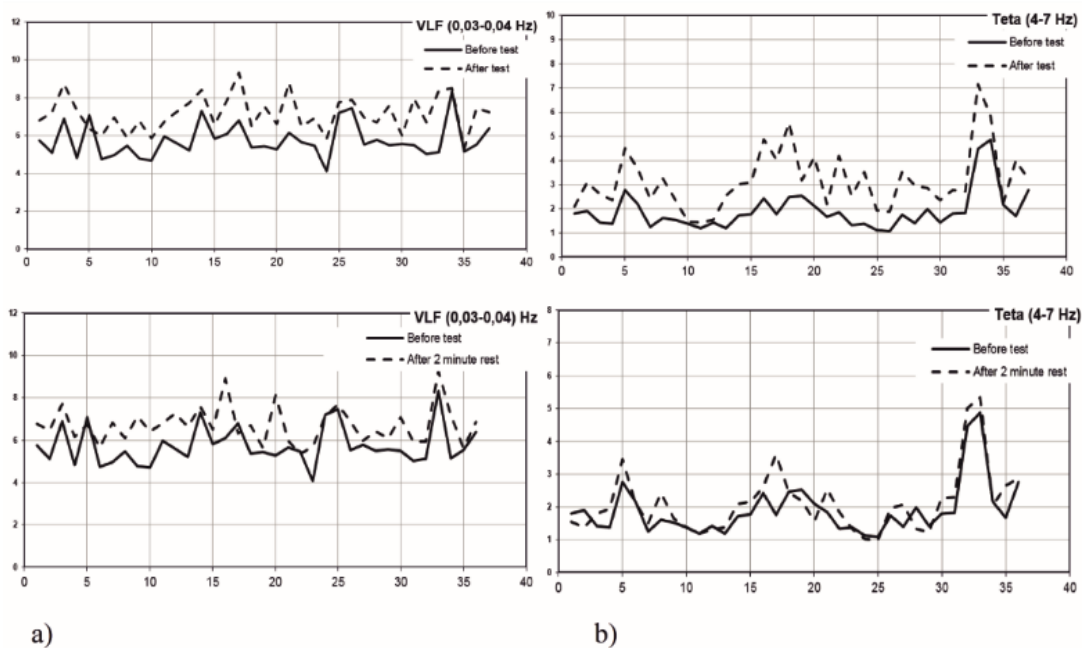 VLF (0,03-0,04 Hz)
Before test
After test
12
10
8
6
4
2
0
0 5 10 15 20 25 30 35 40
Teta (4-7 Hz)
Before test
After test
10
9
8
7
6
5
4
3
2
1
0
0 5 10 15 20 25 30 35 40
VLF (0,03-0,04) Hz
Before test
After 2 minute rest
12
10
8
6
4
2
0
0 5 10 15 20 25 30 35 40
Teta (4-7 Hz)
Before test
After 2 minute rest
8
7
6
5
4
3
2
1
0
0 5 10 15 20 25 30 35 40
a)
b)